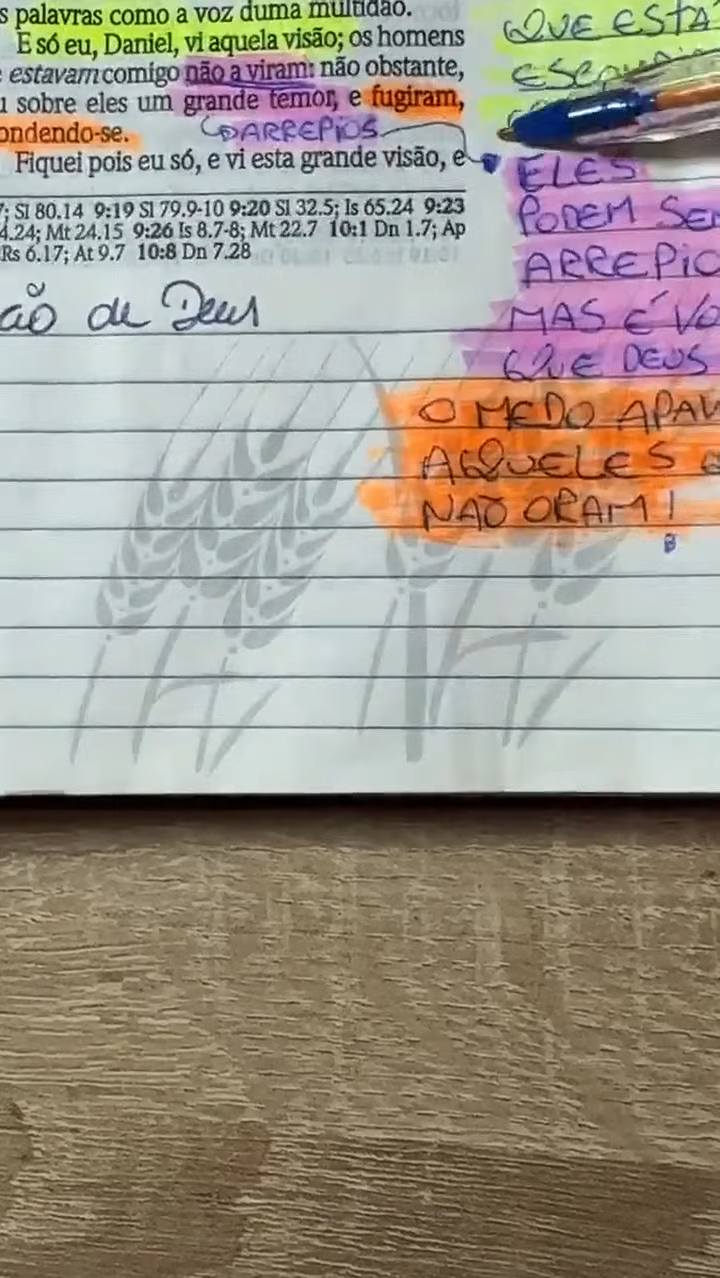 s palavras como a voz duma multidão.
E só eu, Daniel, vi aquela visão; os homens
estavam comigo não a viram: não obstante,
u sobre eles um grande temor, e fugiram,
ondendo-se.
ARREPIOS
Fiquei pois eu só, e vi esta grande visão, e
7; Sl 80.14 9:19 Sl 79.9-10 9:20 Sl 32.5; Is 65.24 9:23
4.24; Mt 24.15 9:26 Is 8.7-8; Mt 22.7 10:1 Dn 1.7; Ap
Rs 6.17; At 9.7 10:8 Dn 7.28
ão de Deus
QUE ESTÁ
ELES
PODEM SE
ARREPIO
MAS É VO
QUE DEUS
O MEDO APAV
AQUELES
NÃO ORAM!